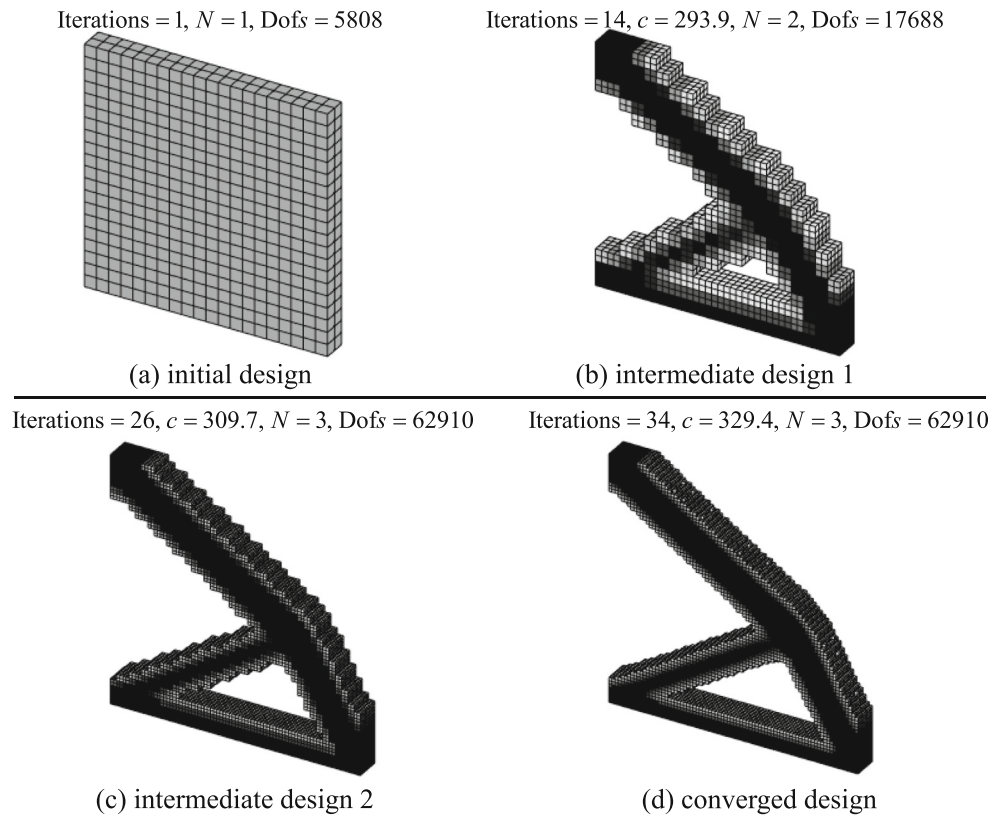 Iterations = 1, N = 1, Dofs = 5808
Iterations = 14, c = 293.9, N = 2, Dofs = 17688
(a) initial design
(b) intermediate design 1
Iterations = 26, c = 309.7, N = 3, Dofs = 62910
Iterations = 34, c = 329.4, N = 3, Dofs = 62910
(c) intermediate design 2
(d) converged design